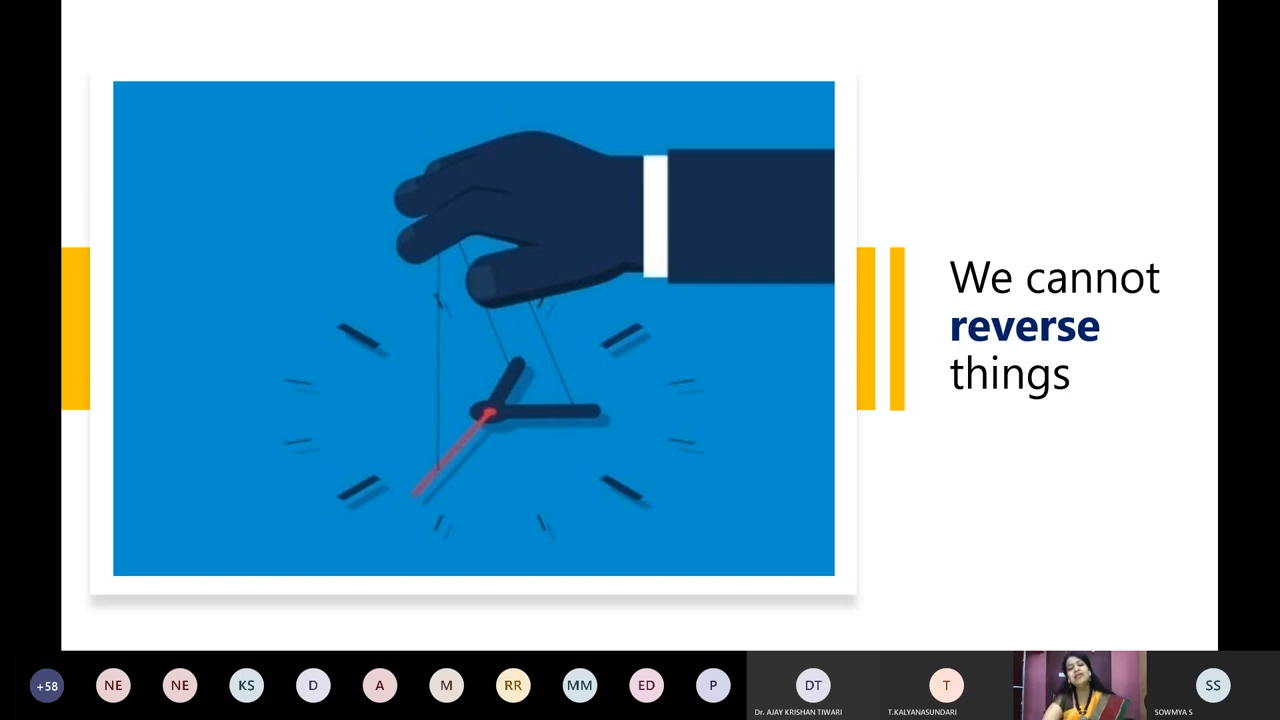 We cannot
reverse
things
+58
NE
NE
KS
D
A
M
RR
MM
ED
P
DT
T
SS
Dr. AJAY KRISHAN TIWARI
T.KALYANASUNDARI
SOWMYA S